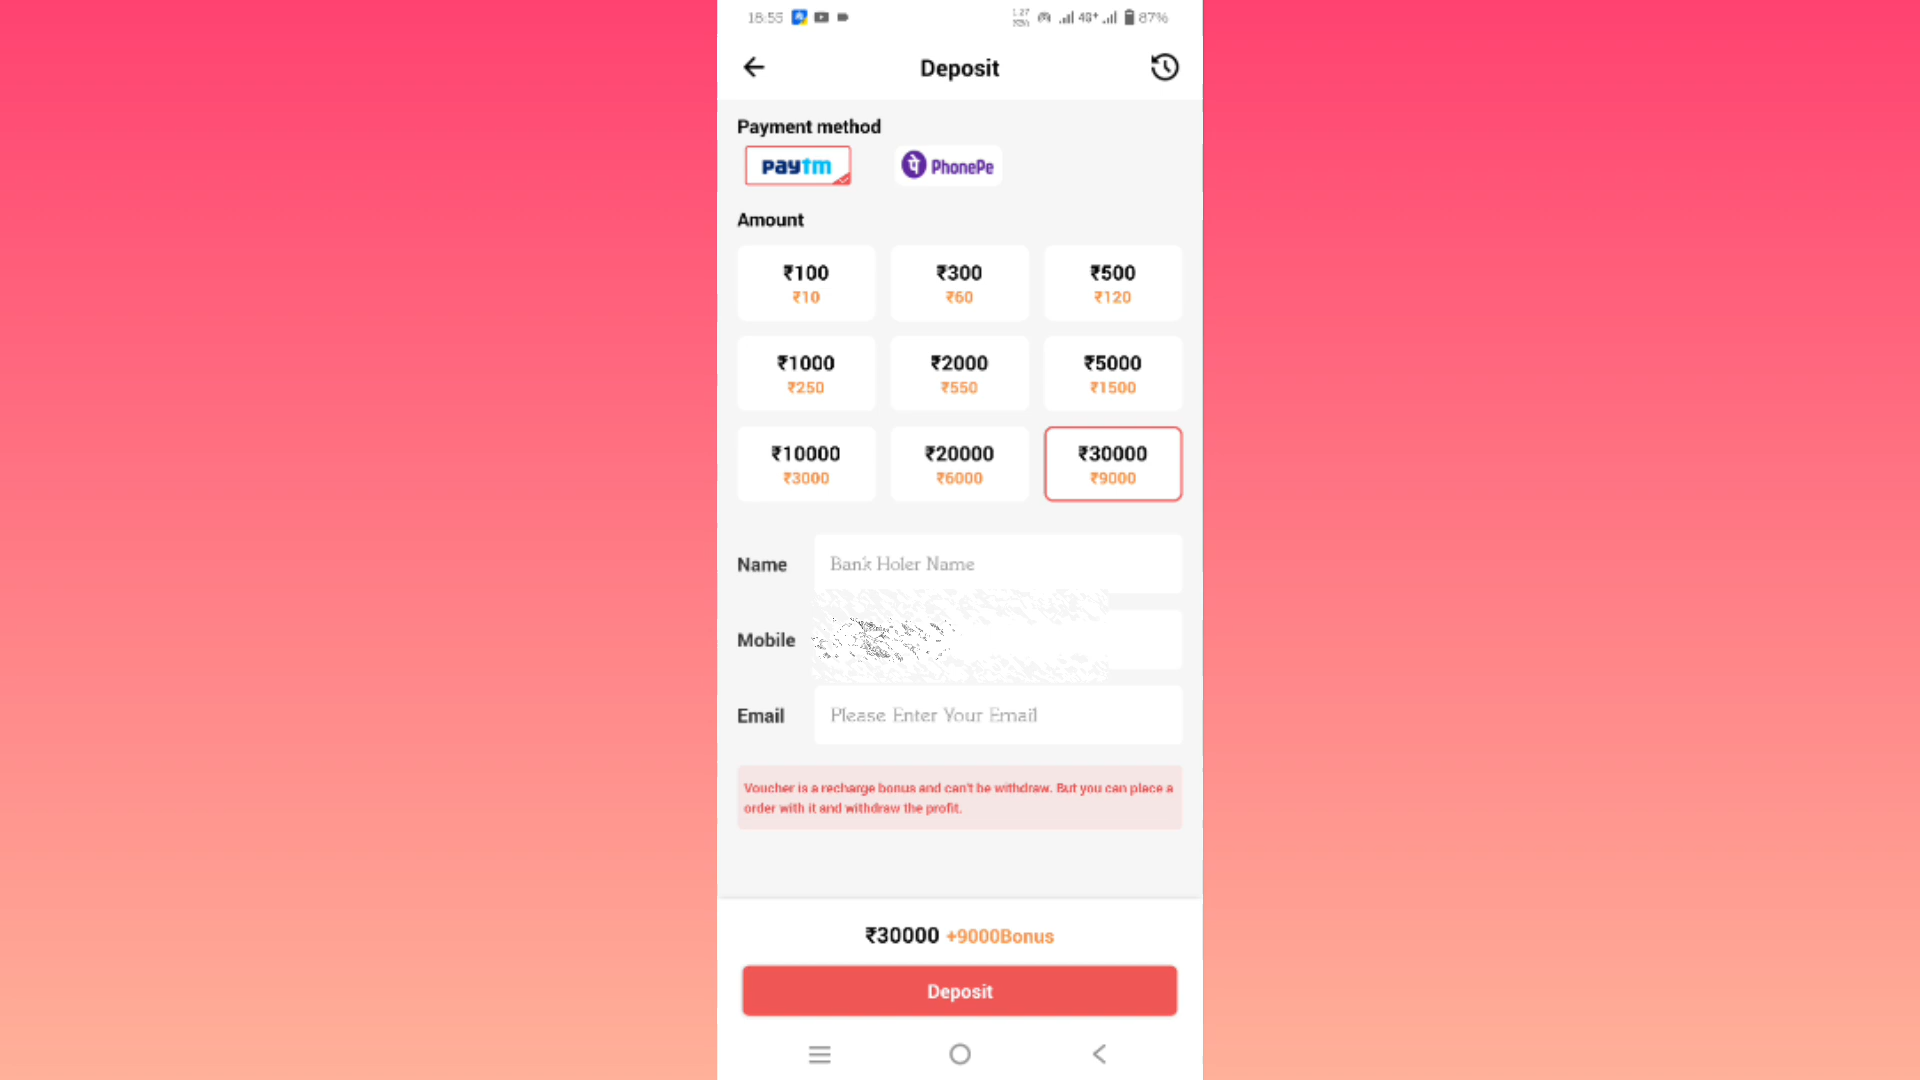 18:55 4G+ 87%
Deposit
Payment method
paytm PhonePe
Amount
₹100 ₹300 ₹500
₹10 ₹60 ₹120
₹1000 ₹2000 ₹5000
₹250 ₹550 ₹1500
₹10000 ₹20000 ₹30000
₹3000 ₹6000 ₹9000
Name Bank Holer Name
Mobile
Email Please Enter Your Email
Voucher is a recharge bonus and can't be withdraw. But you can place a
order with it and withdraw the profit.
₹30000 +9000Bonus
Deposit